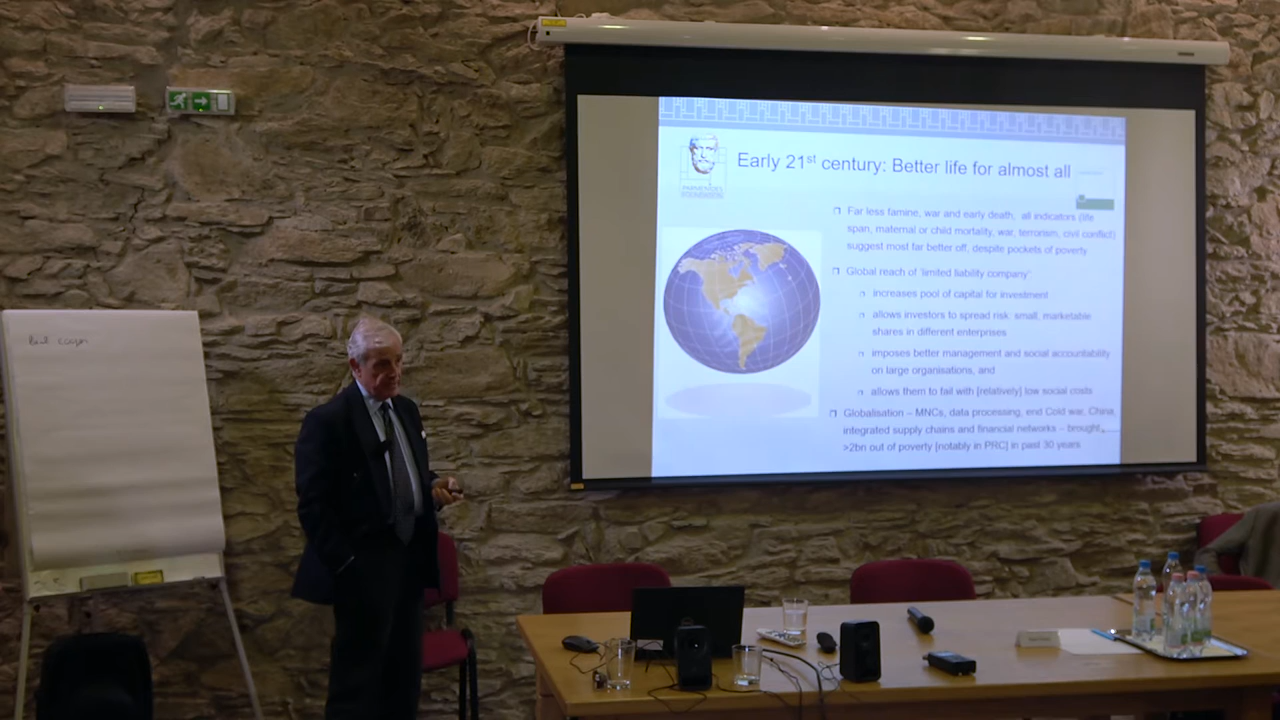 Early 21st century: Better life for almost all
PARMENIDES
FOUNDATION
❐ Far less famine, war and early death, all indicators (life
span, maternal or child mortality, war, terrorism, civil conflict)
suggest most far better off, despite pockets of poverty
❐ Global reach of 'limited liability company'
❐ increases pool of capital for investment
❐ allows investors to spread risk: small, marketable
shares in different enterprises
❐ imposes better management and social accountability
on large organisations, and
❐ allows them to fail with [relatively] low social costs
❐ Globalisation – MNCs, data processing, end Cold war, China,
integrated supply chains and financial networks – brought
>2bn out of poverty [notably in PRC] in past 30 years